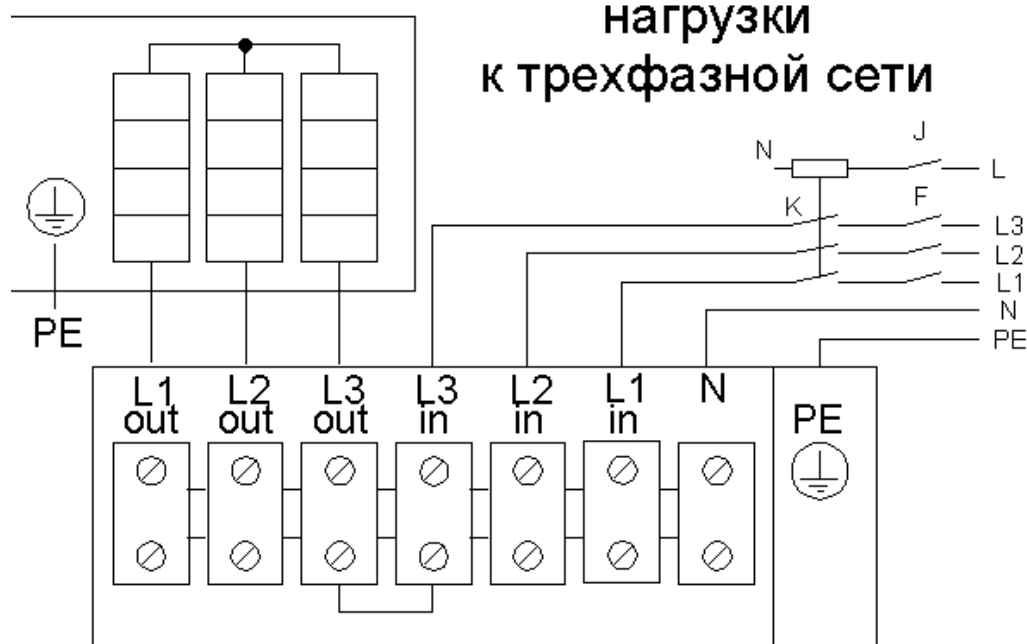 нагрузки
к трехфазной сети
J
N
L
K
F
L3
L2
L1
N
PE
PE
L1 L2 L3 L3 L2 L1 N
out out out in in in
PE